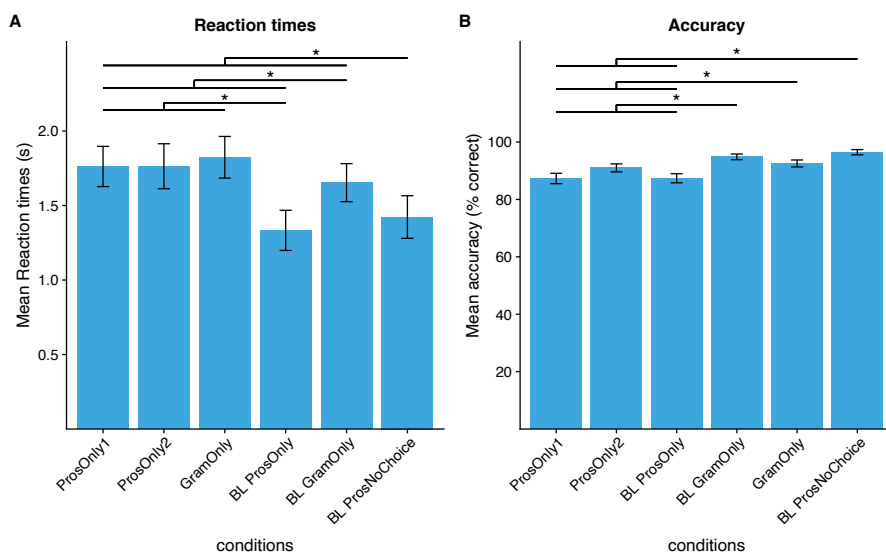 A
Reaction times
*
*
*
Mean Reaction times (s)
2.0
1.5
1.0
0.5
ProsOnly1
ProsOnly2
GramOnly
BL ProsOnly
BL GramOnly
BL ProsNoChoice
conditions
B
Accuracy
*
*
*
Mean accuracy (% correct)
100
80
60
40
20
ProsOnly1
ProsOnly2
BL ProsOnly
BL GramOnly
GramOnly
BL ProsNoChoice
conditions